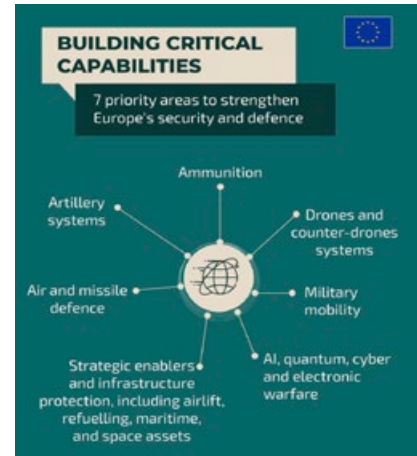 BUILDING CRITICAL
CAPABILITIES
7 priority areas to strengthen
Europe's security and defence
Ammunition
Artillery
systems
Drones and
counter-drones
systems
Air and missile
defence
Military
mobility
Strategic enablers
and infrastructure
protection, including airlift,
refuelling, maritime,
and space assets
AI, quantum, cyber
and electronic
warfare